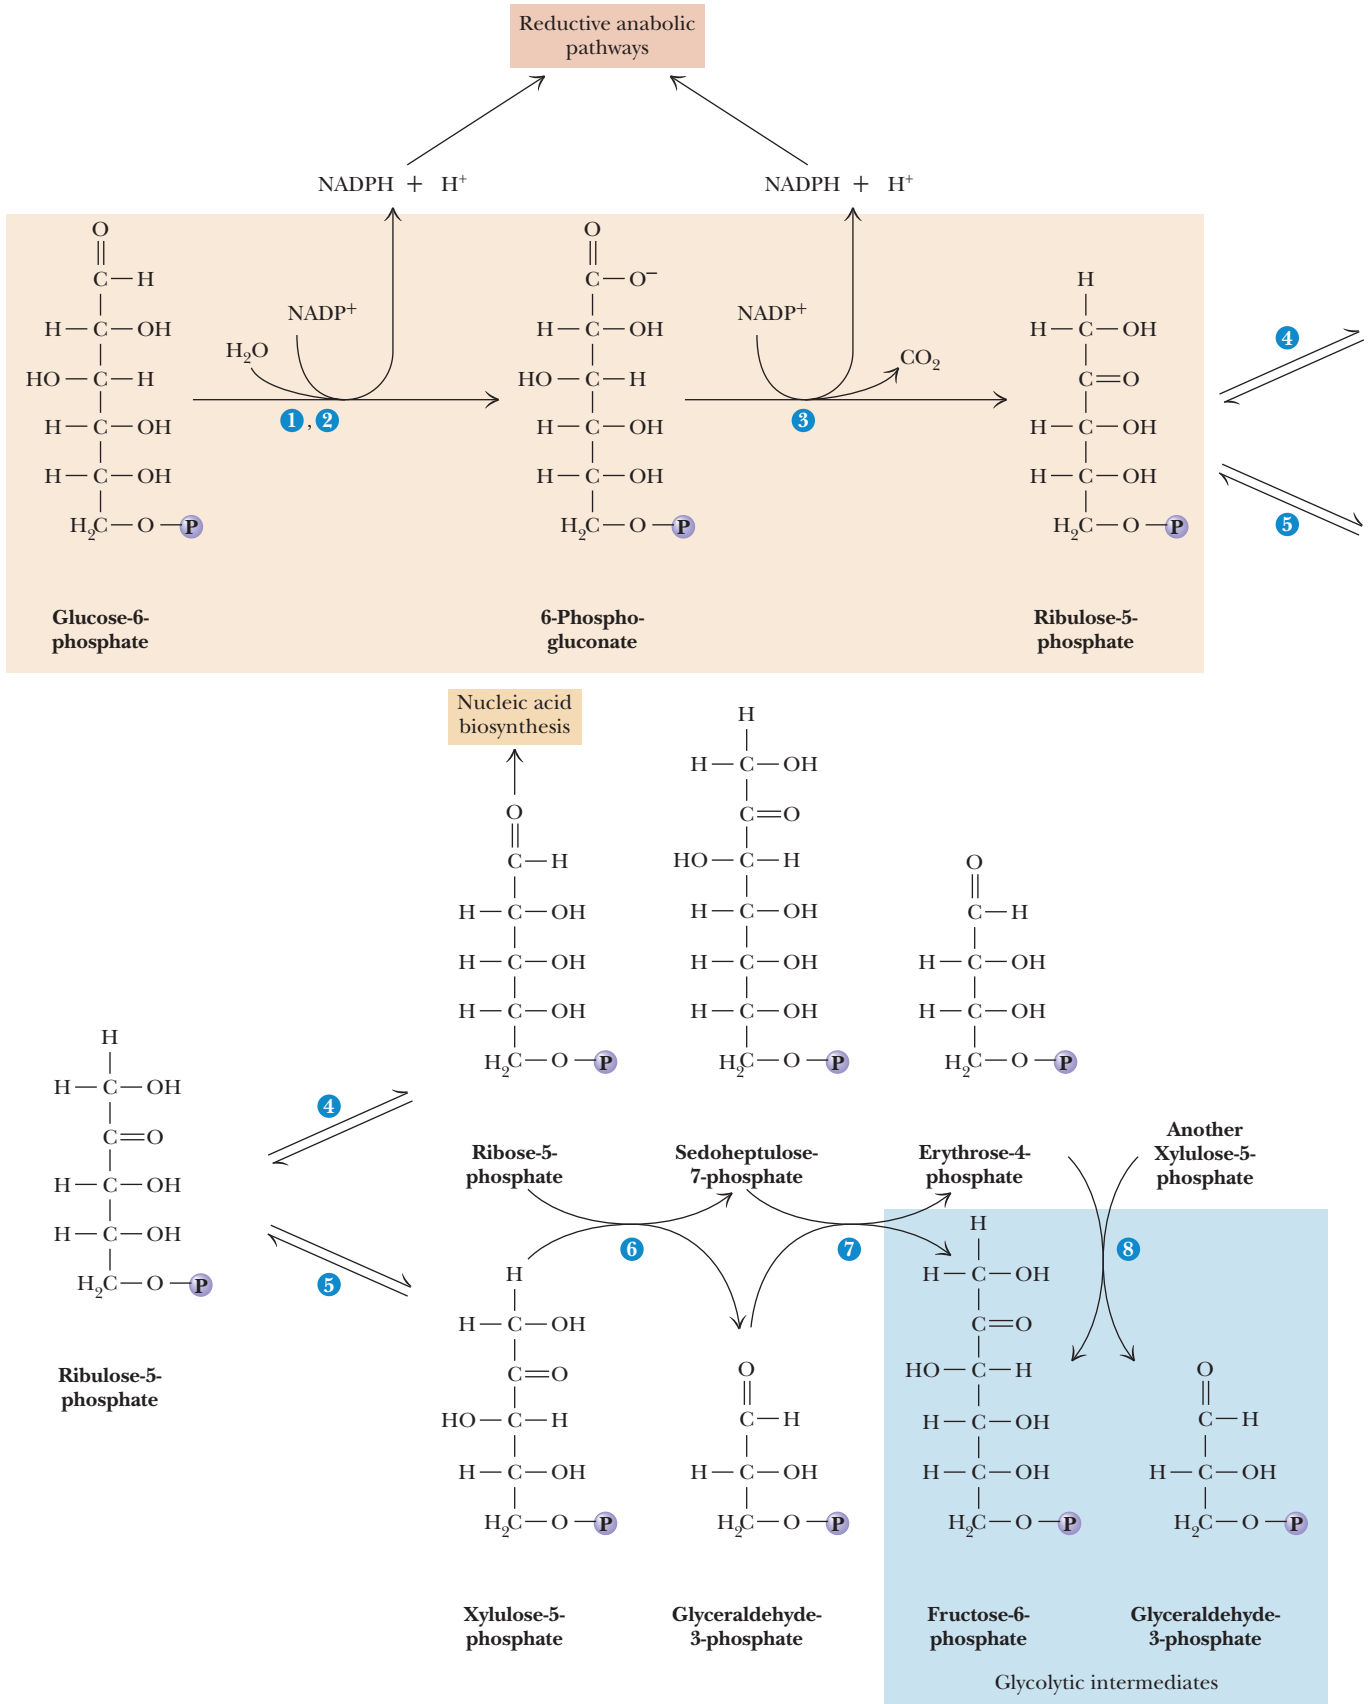 Reductive anabolic
pathways
NADPH + H⁺
NADPH + H⁺
O
C—H
H—C—OH
HO—C—H
H—C—OH
H—C—OH
H₂C—O—P
Glucose-6-
phosphate
H₂O
NADP⁺
1, 2
O
C—O⁻
H—C—OH
HO—C—H
H—C—OH
H—C—OH
H₂C—O—P
6-Phospho-
gluconate
NADP⁺
CO₂
3
H
H—C—OH
C=O
H—C—OH
H—C—OH
H₂C—O—P
Ribulose-5-
phosphate
4
5
Nucleic acid
biosynthesis
H
H—C—OH
C=O
H—C—OH
H—C—OH
H₂C—O—P
Ribulose-5-
phosphate
4
5
O
C—H
H—C—OH
H—C—OH
H—C—OH
H₂C—O—P
Ribose-5-
phosphate
H
H—C—OH
C=O
HO—C—H
H—C—OH
H—C—OH
H—C—OH
H₂C—O—P
Sedoheptulose-
7-phosphate
O
C—H
H—C—OH
H—C—OH
H₂C—O—P
Erythrose-4-
phosphate
Another
Xylulose-5-
phosphate
6
7
8
H
H—C—OH
C=O
HO—C—H
H—C—OH
H₂C—O—P
Xylulose-5-
phosphate
O
C—H
H—C—OH
H₂C—O—P
Glyceraldehyde-
3-phosphate
H
H—C—OH
C=O
HO—C—H
H—C—OH
H—C—OH
H₂C—O—P
Fructose-6-
phosphate
O
C—H
H—C—OH
H₂C—O—P
Glyceraldehyde-
3-phosphate
Glycolytic intermediates